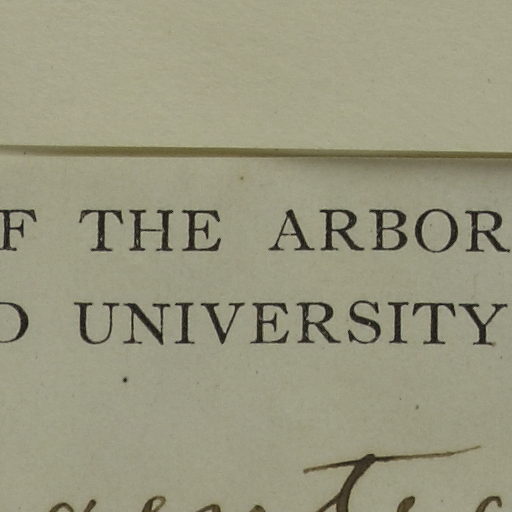 F THE ARBOR
D UNIVERSITY